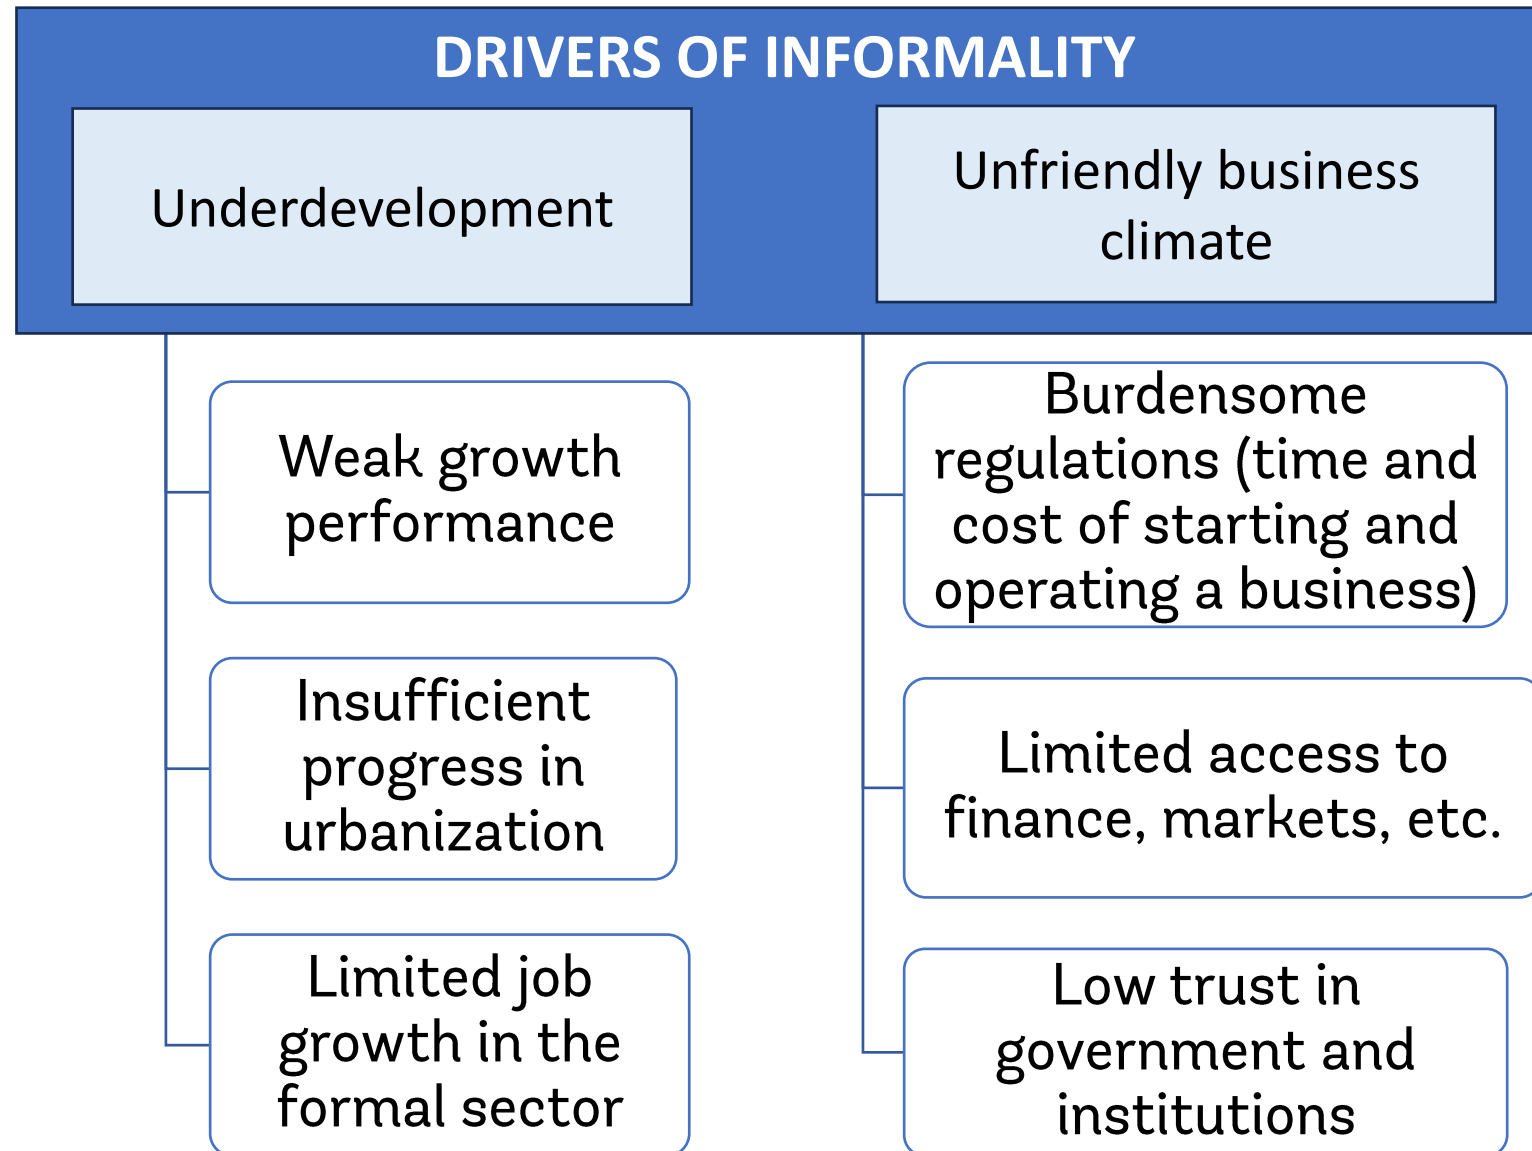 DRIVERS OF INFORMALITY
Underdevelopment
Weak growth
performance
Insufficient
progress in
urbanization
Limited job
growth in the
formal sector
Unfriendly business
climate
Burdensome
regulations (time and
cost of starting and
operating a business)
Limited access to
finance, markets, etc.
Low trust in
government and
institutions